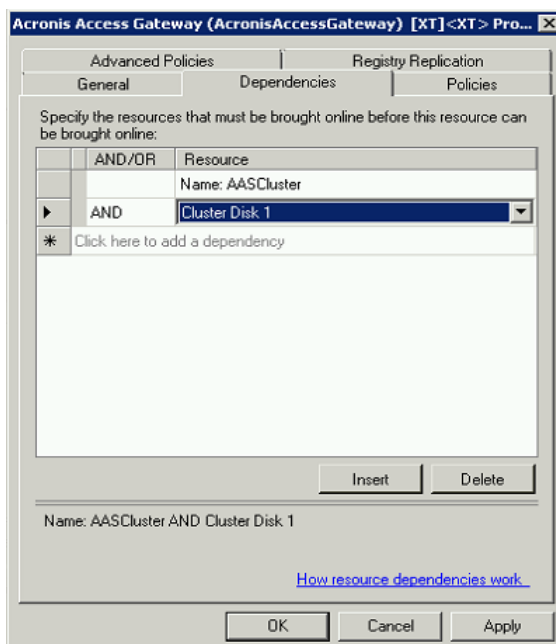 Acronis Access Gateway (AcronisAccessGateway) [XT]<XT> Pro...
Advanced Policies
Registry Replication
General
Dependencies
Policies
Specify the resources that must be brought online before this resource can
be brought online:
AND/OR
Resource
Name: AASCluster
AND
Cluster Disk 1
Click here to add a dependency
Insert
Delete
Name: AASCluster AND Cluster Disk 1
How resource dependencies work
OK
Cancel
Apply